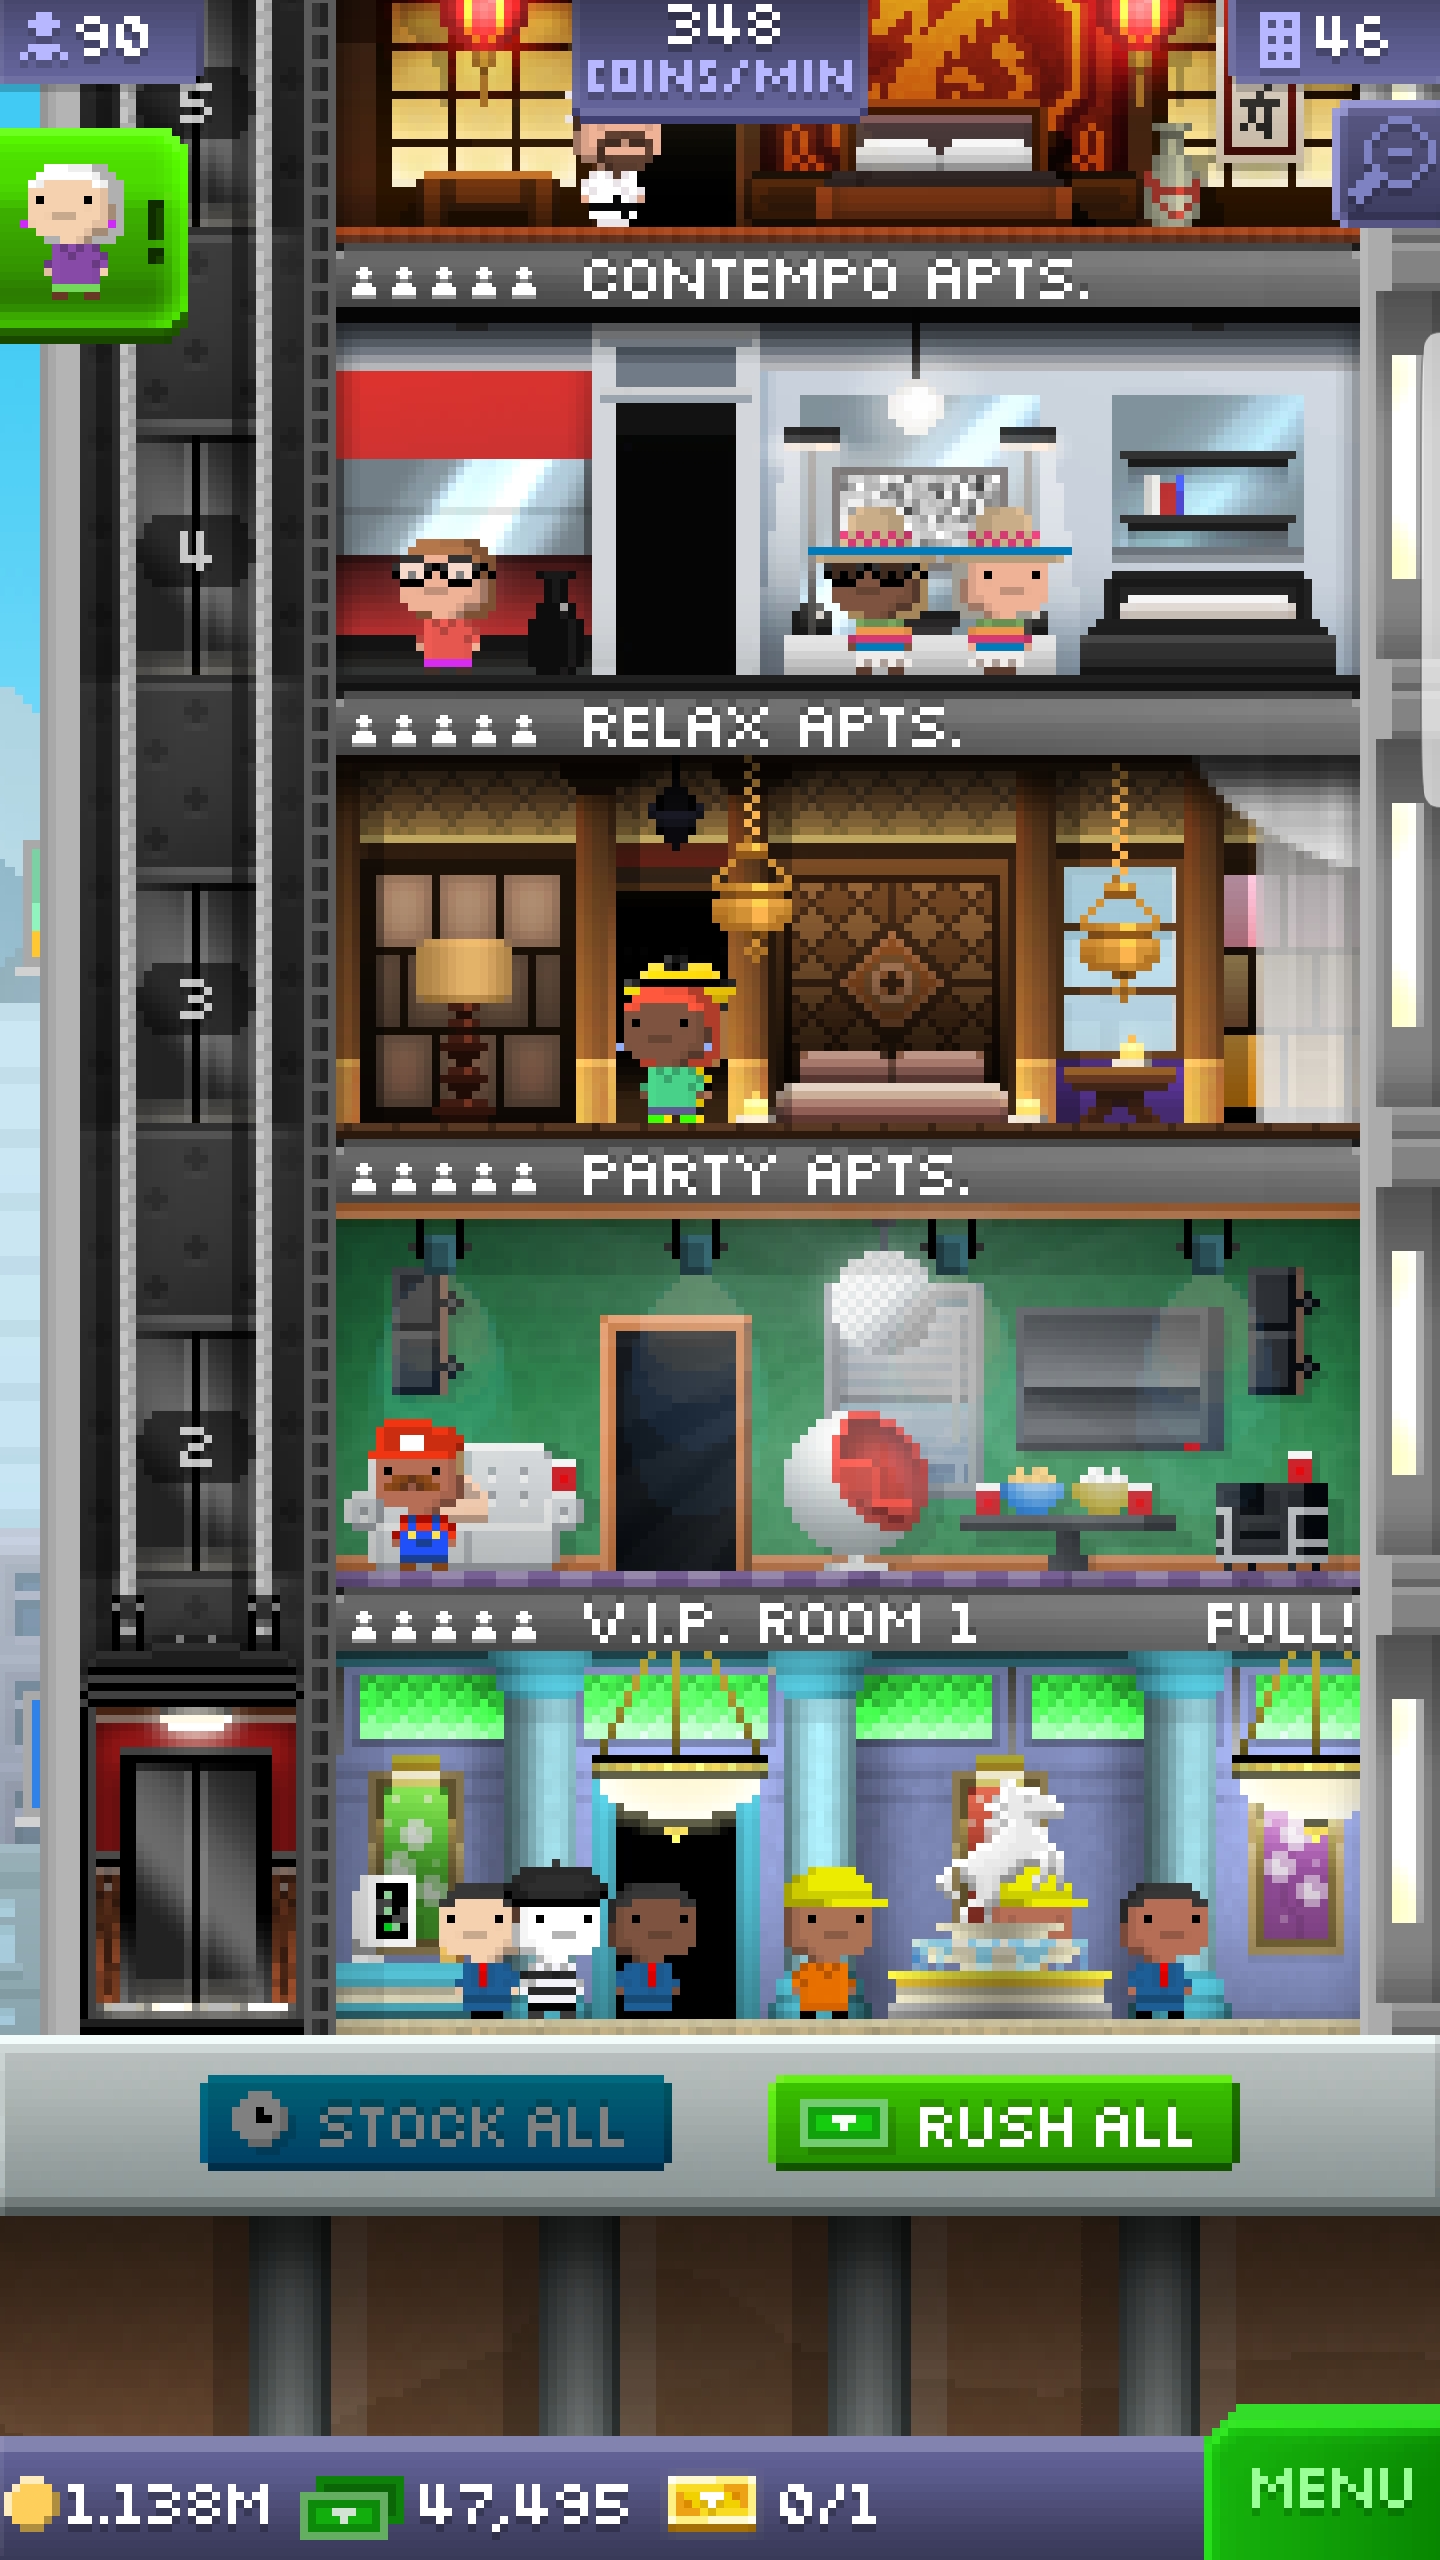 90
348
COINS/MIN
46
5
!
CONTEMPO APTS.
4
RELAX APTS.
3
PARTY APTS.
2
V.I.P. ROOM 1 FULL!
STOCK ALL
RUSH ALL
1.138M 47,495 0/1
MENU